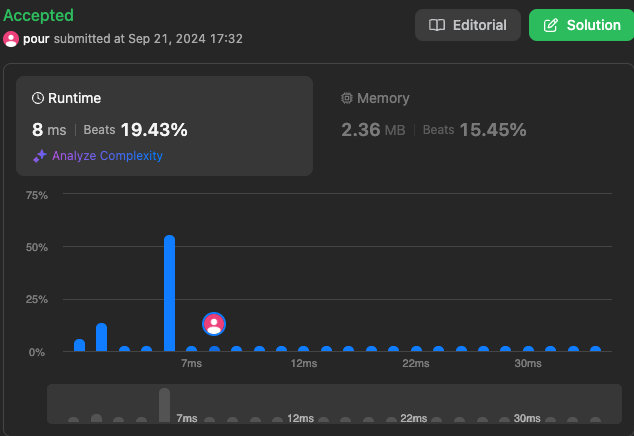 Accepted
Editorial
Solution
pour submitted at Sep 21, 2024 17:32
Runtime
Memory
8 ms | Beats 19.43%
2.36 MB | Beats 15.45%
Analyze Complexity
75%
50%
25%
0%
7ms 12ms 22ms 30ms
7ms 12ms 22ms 30ms